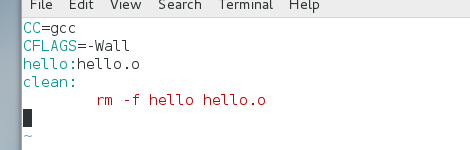 File Edit View Search Terminal Help
CC=gcc
CFLAGS=-Wall
hello:hello.o
clean:
        rm -f hello hello.o
~